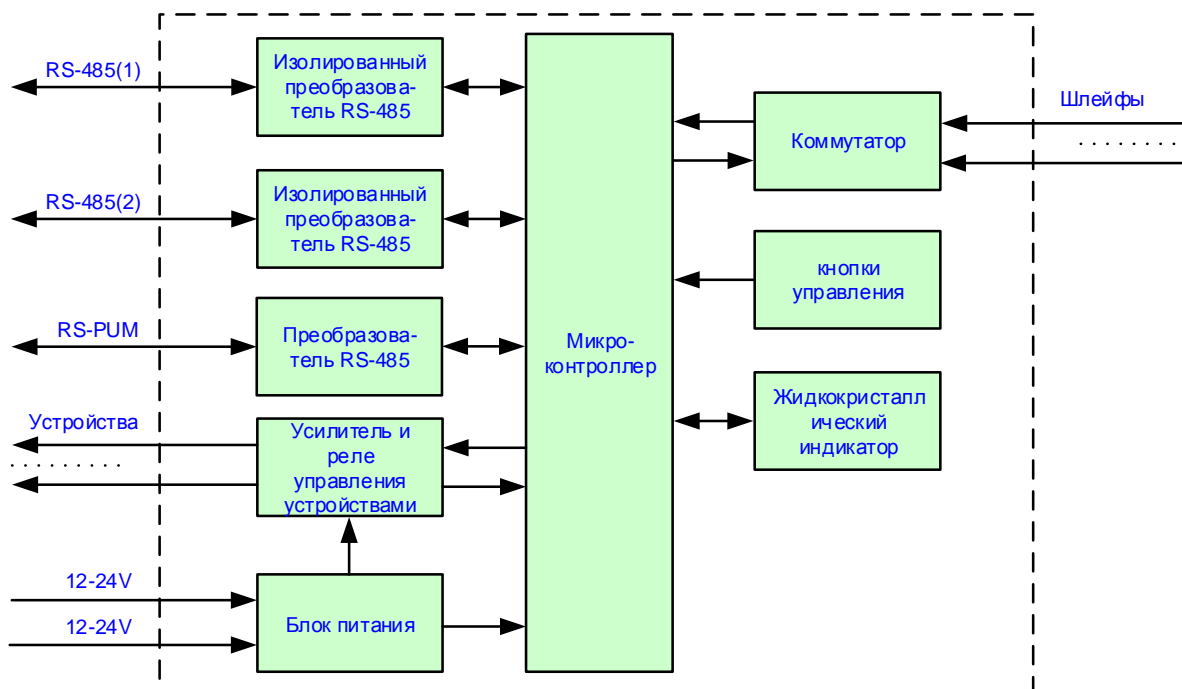 RS-485(1)
Изолированный
преобразова-
тель RS-485
RS-485(2)
Изолированный
преобразова-
тель RS-485
RS-PUM
Преобразова-
тель RS-485
Устройства
. . . . . . . . .
Усилитель и
реле
управления
устройствами
12-24V
12-24V
Блок питания
Микро-
контроллер
Коммутатор
Шлейфы
. . . . . . . .
кнопки
управления
Жидкокристалл
ический
индикатор